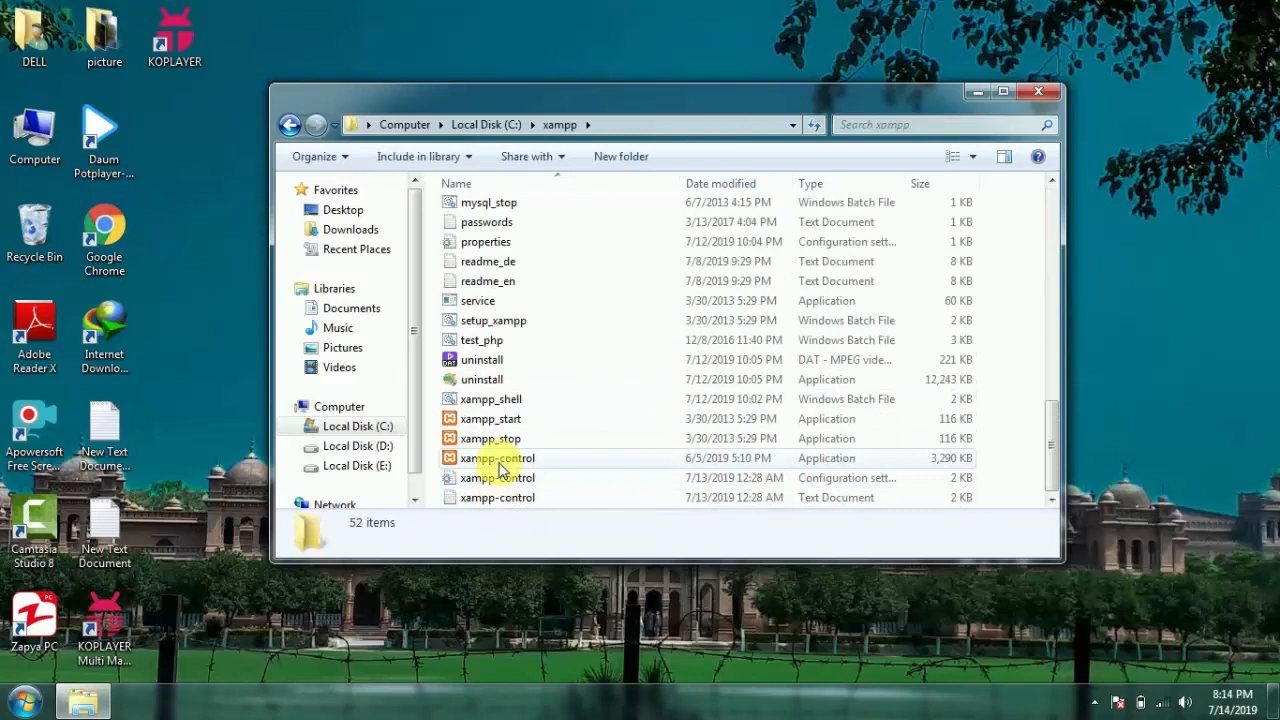 DELL
picture
KOPLAYER
Computer
Daum
Potplayer-...
Recycle Bin
Google
Chrome
Adobe
Reader X
Internet
Downlo...
Apowersoft
Free Scre...
New Text
Docume...
Camtasia
Studio 8
New Text
Document
Zapya PC
KOPLAYER
Multi Ma...
Computer Local Disk (C:) xampp
Search xampp
Organize Include in library Share with New folder
Favorites
Desktop
Downloads
Recent Places
Libraries
Documents
Music
Pictures
Videos
Computer
Local Disk (C:)
Local Disk (D:)
Local Disk (E:)
Network
Name Date modified Type Size
mysql_stop 6/7/2013 4:15 PM Windows Batch File 1 KB
passwords 3/13/2017 4:04 PM Text Document 1 KB
properties 7/12/2019 10:04 PM Configuration sett... 1 KB
readme_de 7/8/2019 9:29 PM Text Document 8 KB
readme_en 7/8/2019 9:29 PM Text Document 8 KB
service 3/30/2013 5:29 PM Application 60 KB
setup_xampp 3/30/2013 5:29 PM Windows Batch File 2 KB
test_php 12/8/2016 11:40 PM Windows Batch File 3 KB
uninstall 7/12/2019 10:05 PM DAT - MPEG vide... 221 KB
uninstall 7/12/2019 10:05 PM Application 12,243 KB
xampp_shell 7/12/2019 10:02 PM Windows Batch File 2 KB
xampp_start 3/30/2013 5:29 PM Application 116 KB
xampp_stop 3/30/2013 5:29 PM Application 116 KB
xampp-control 6/5/2019 5:10 PM Application 3,290 KB
xampp-control 7/13/2019 12:28 AM Configuration sett... 2 KB
xampp-control 7/13/2019 12:28 AM Text Document 2 KB
52 items
8:14 PM
7/14/2019